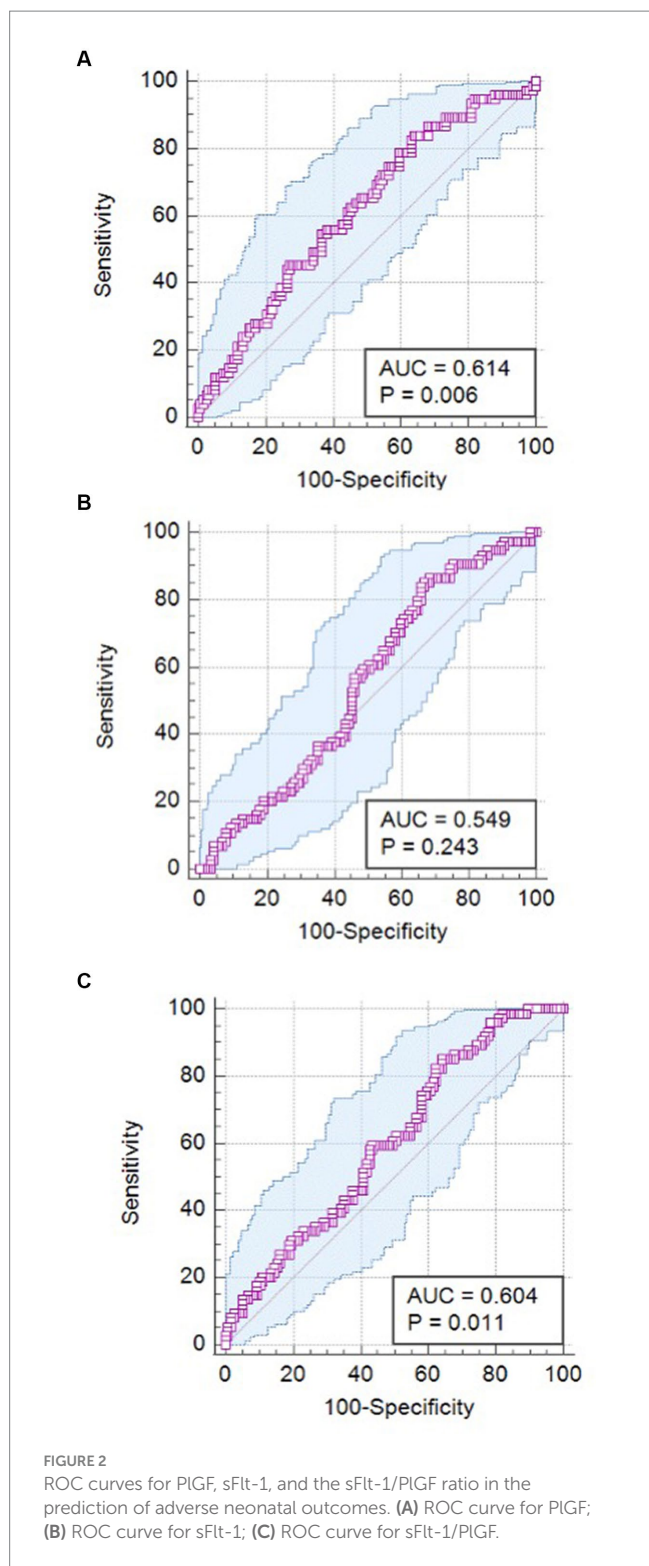 A
100
80
60
40
20
0
Sensitivity
AUC = 0.614
P = 0.006
0 20 40 60 80 100
100-Specificity
B
100
80
60
40
20
0
Sensitivity
AUC = 0.549
P = 0.243
0 20 40 60 80 100
100-Specificity
C
100
80
60
40
20
0
Sensitivity
AUC = 0.604
P = 0.011
0 20 40 60 80 100
100-Specificity
FIGURE 2
ROC curves for PlGF, sFlt-1, and the sFlt-1/PlGF ratio in the
prediction of adverse neonatal outcomes. (A) ROC curve for PlGF;
(B) ROC curve for sFlt-1; (C) ROC curve for sFlt-1/PlGF.